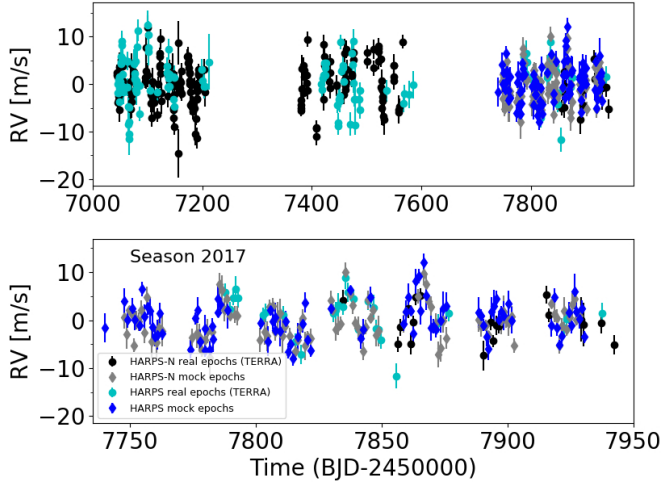 10
0
−10
−20
RV [m/s]
7000 7200 7400 7600 7800
Season 2017
10
0
−10
−20
RV [m/s]
HARPS-N real epochs (TERRA)
HARPS-N mock epochs
HARPS real epochs (TERRA)
HARPS mock epochs
7750 7800 7850 7900 7950
Time (BJD-2450000)